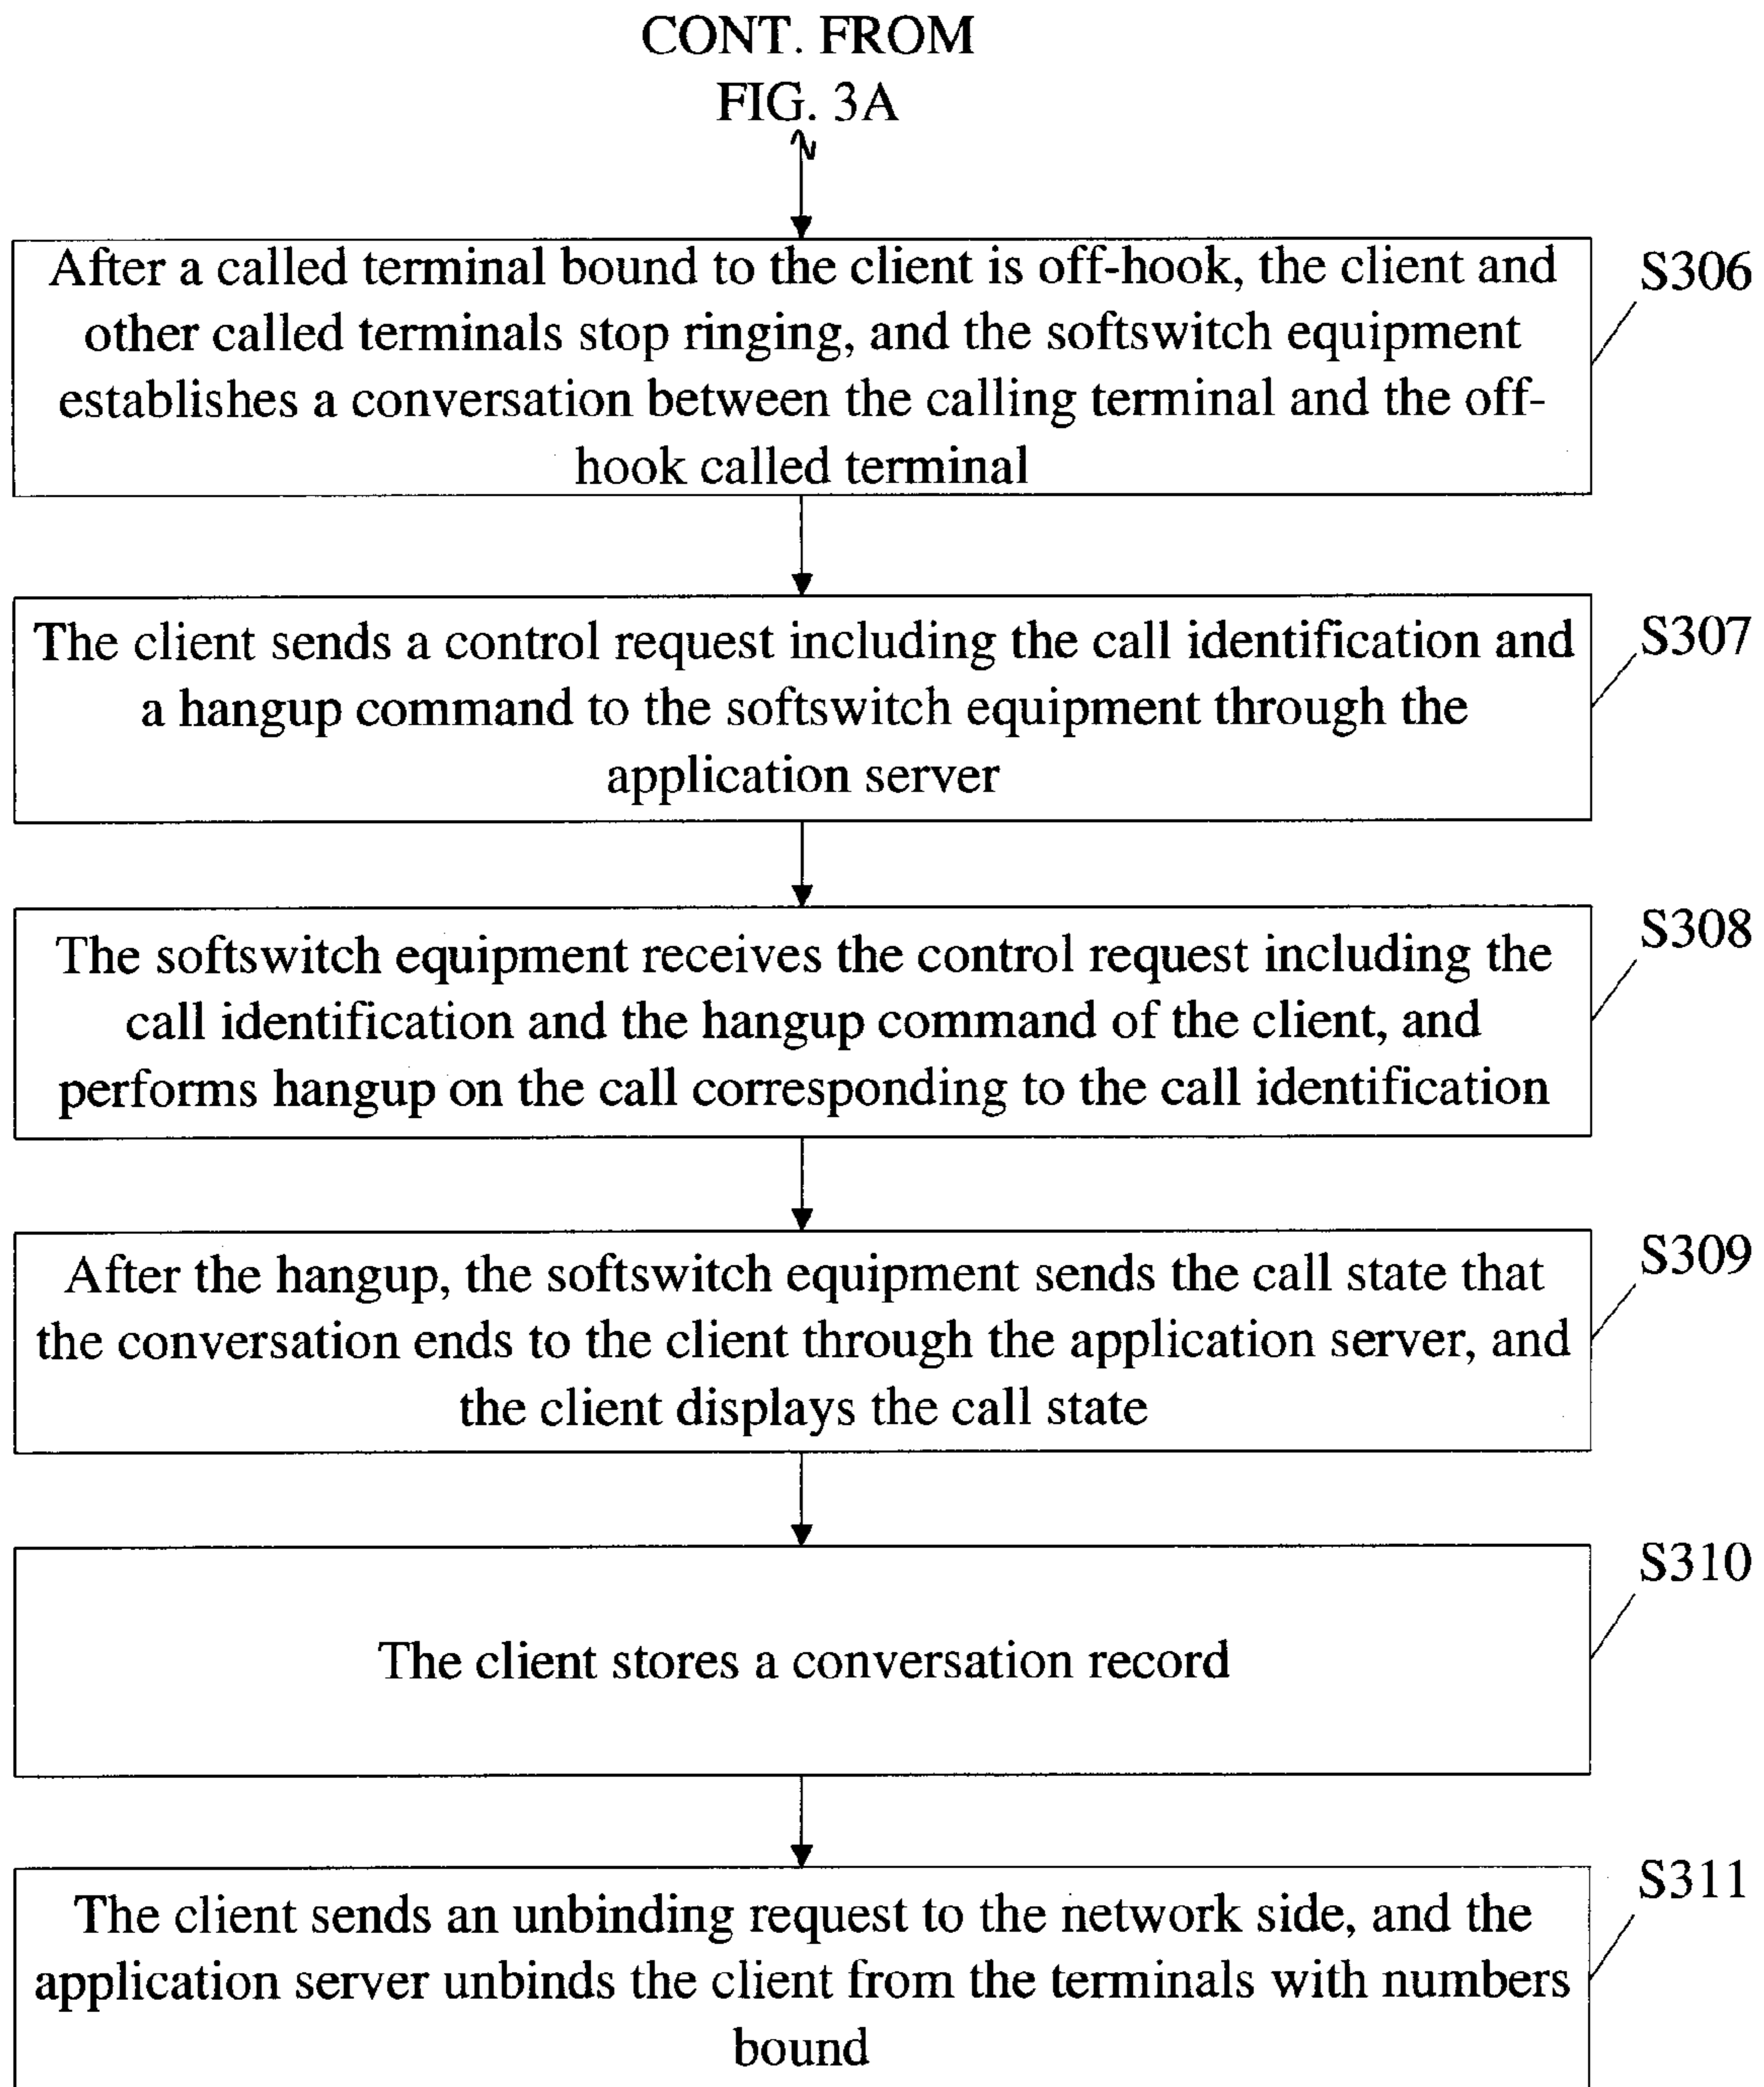 CONT. FROM
FIG. 3A
After a called terminal bound to the client is off-hook, the client and
other called terminals stop ringing, and the softswitch equipment
establishes a conversation between the calling terminal and the off-
hook called terminal
S306
The client sends a control request including the call identification and
a hangup command to the softswitch equipment through the
application server
S307
The softswitch equipment receives the control request including the
call identification and the hangup command of the client, and
performs hangup on the call corresponding to the call identification
S308
After the hangup, the softswitch equipment sends the call state that
the conversation ends to the client through the application server, and
the client displays the call state
S309
The client stores a conversation record
S310
The client sends an unbinding request to the network side, and the
application server unbinds the client from the terminals with numbers
bound
S311